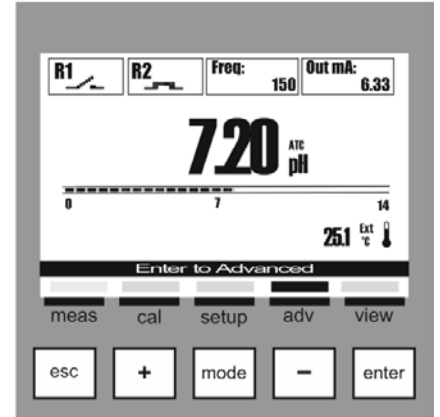 R1 R2 Freq: 150 Out mA: 6.33
7.20 ATC pH
0 7 14
25.1 Ext °C
Enter to Advanced
meas cal setup adv view
esc + mode − enter